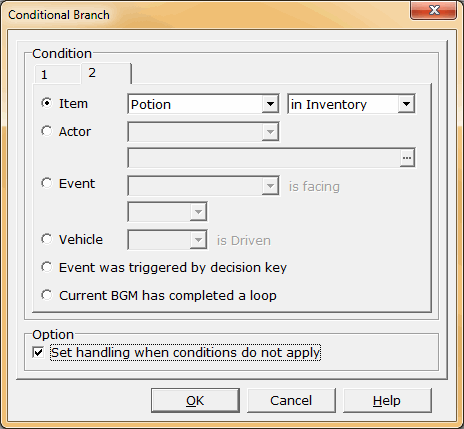 Conditional Branch
Condition
1 2
Item Potion in Inventory
Actor
...
Event is facing
Vehicle is Driven
Event was triggered by decision key
Current BGM has completed a loop
Option
Set handling when conditions do not apply
OK Cancel Help